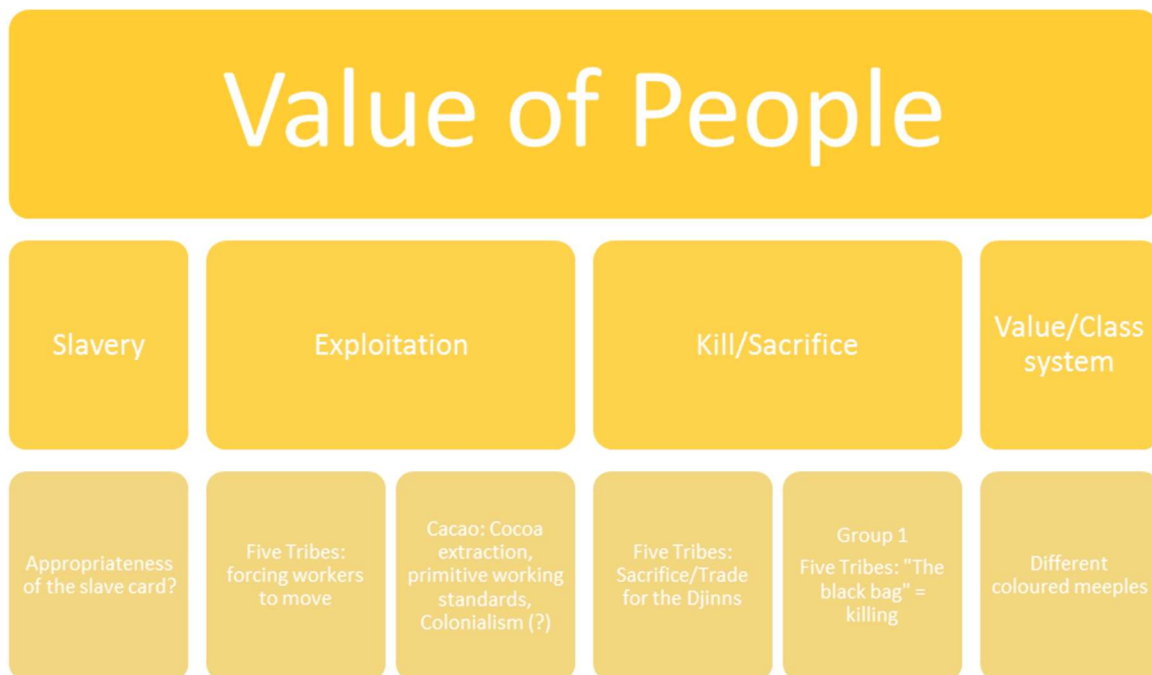 Value of People
Slavery
Exploitation
Kill/Sacrifice
Value/Class
system
Appropriateness
of the slave card?
Five Tribes:
forcing workers
to move
Cacao: Cocoa
extraction,
primitive working
standards,
Colonialism (?)
Five Tribes:
Sacrifice/Trade
for the Djinns
Group 1
Five Tribes: "The
black bag" =
killing
Different
coloured meeples